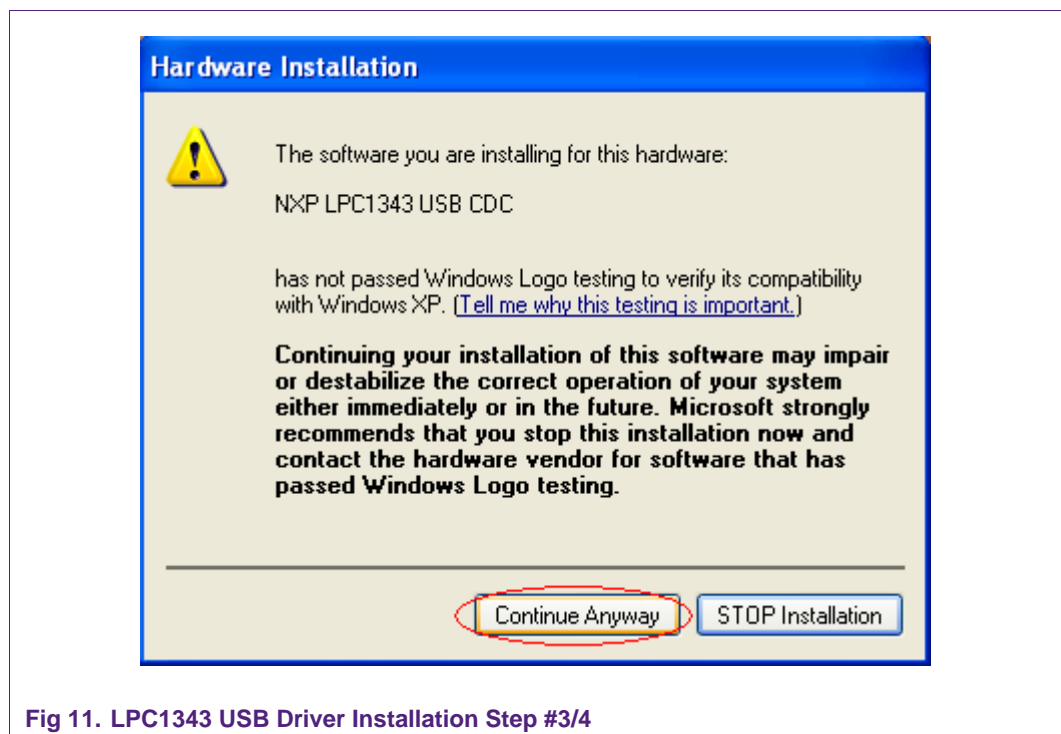 Hardware Installation
The software you are installing for this hardware:
NXP LPC1343 USB CDC
has not passed Windows Logo testing to verify its compatibility
with Windows XP. (Tell me why this testing is important.)
Continuing your installation of this software may impair
or destabilize the correct operation of your system
either immediately or in the future. Microsoft strongly
recommends that you stop this installation now and
contact the hardware vendor for software that has
passed Windows Logo testing.
Continue Anyway STOP Installation
Fig 11. LPC1343 USB Driver Installation Step #3/4